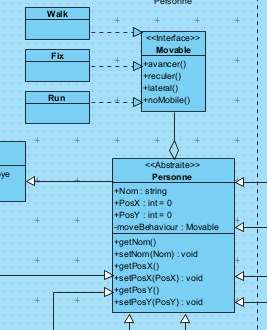 Personne
Walk
Fix
Run
<<Interface>>
Movable
+avancer()
+reculer()
+lateral()
+noMobile()
<<Abstraite>>
Personne
+Nom : string
+PosX : int = 0
+PosY : int = 0
-moveBehaviour : Movable
+getNom()
+setNom(Nom) : void
+getPosX()
+setPosX(PosX) : void
+getPosY()
+setPosY(PosY) : void